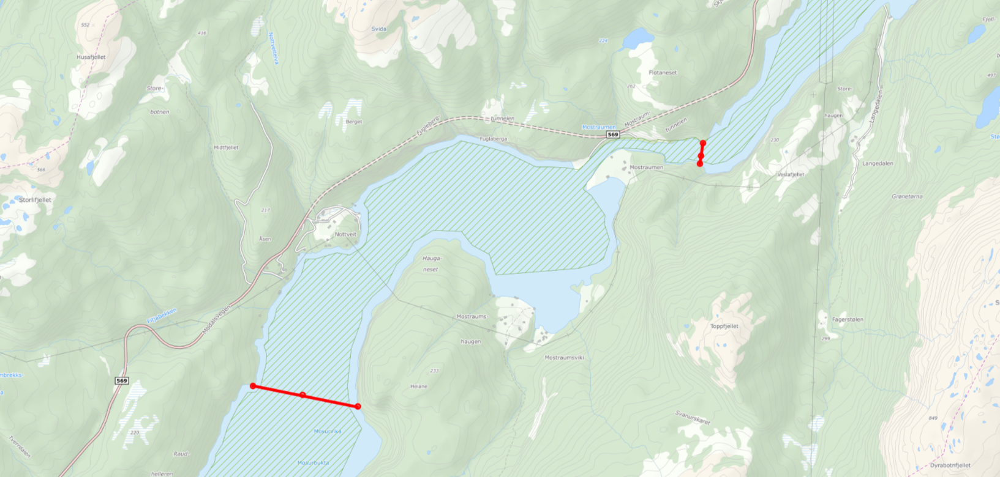 552
416
Svida
Nottveitelva
Husafjellet
224
Fjell-
Flotaneset
262
497
Store-
botnen
Berget
Store-
haugen
Langedalen
Fugleberg-
tunnelen
Mostraumen
569
Mostraum-
tunnelen
Fuglaberga
230
Midtfjellet
566
Mostraumen
Langedalen
Veslafjellet
Storlifjellet
217
Grønetørna
Nottveit
Åsen
Hauga-
neset
Fitjabekken
Modalsvegen
Mostraums-
haugen
Toppfjellet
Fagerstølen
299
Mostraumsviki
233
569
Heiane
Svanurskaret
849
220
Mosurvika
Tverrdalen
Raud-
helleren
Mosurbukta
Dyrabotnfjellet